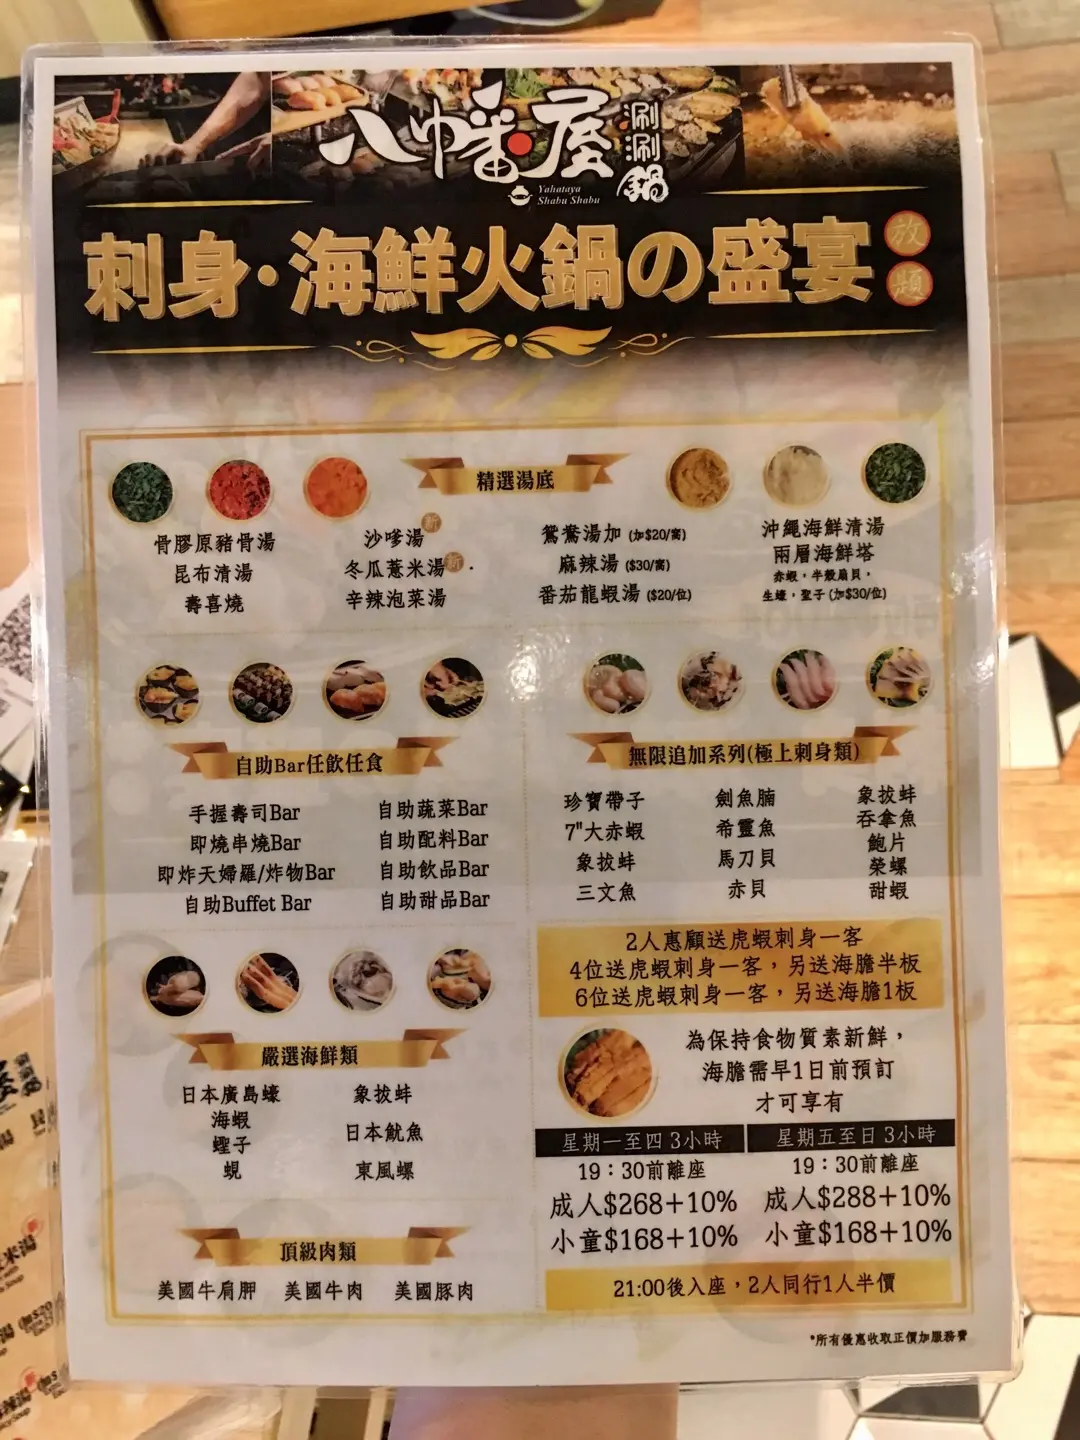 八幡屋 涮涮鍋
Yahataya
Shabu Shabu
刺身·海鮮火鍋の盛宴 放題
精選湯底
骨膠原豬骨湯
昆布清湯
壽喜燒
沙嗲湯 新
冬瓜薏米湯 新
辛辣泡菜湯
鴛鴦湯加 (加$20/窩)
麻辣湯 ($30/窩)
番茄龍蝦湯 ($20/位)
沖繩海鮮清湯
兩層海鮮塔
赤蝦，半殼扇貝，
生蠔，聖子 (加$30/位)
自助Bar任飲任食
手握壽司Bar
即燒串燒Bar
即炸天婦羅/炸物Bar
自助Buffet Bar
自助蔬菜Bar
自助配料Bar
自助飲品Bar
自助甜品Bar
無限追加系列(極上刺身類)
珍寶帶子
7"大赤蝦
象拔蚌
三文魚
劍魚腩
希靈魚
馬刀貝
赤貝
象拔蚌
吞拿魚
鮑片
榮螺
甜蝦
2人惠顧送虎蝦刺身一客
4位送虎蝦刺身一客，另送海膽半板
6位送虎蝦刺身一客，另送海膽1板
嚴選海鮮類
日本廣島蠔
海蝦
蟶子
蜆
象拔蚌
日本魷魚
東風螺
為保持食物質素新鮮，
海膽需早1日前預訂
才可享有
星期一至四 3小時
19：30前離座
成人$268+10%
小童$168+10%
星期五至日 3小時
19：30前離座
成人$288+10%
小童$168+10%
頂級肉類
美國牛肩胛 美國牛肉 美國豚肉
21:00後入座，2人同行1人半價
*所有優惠收取正價加服務費